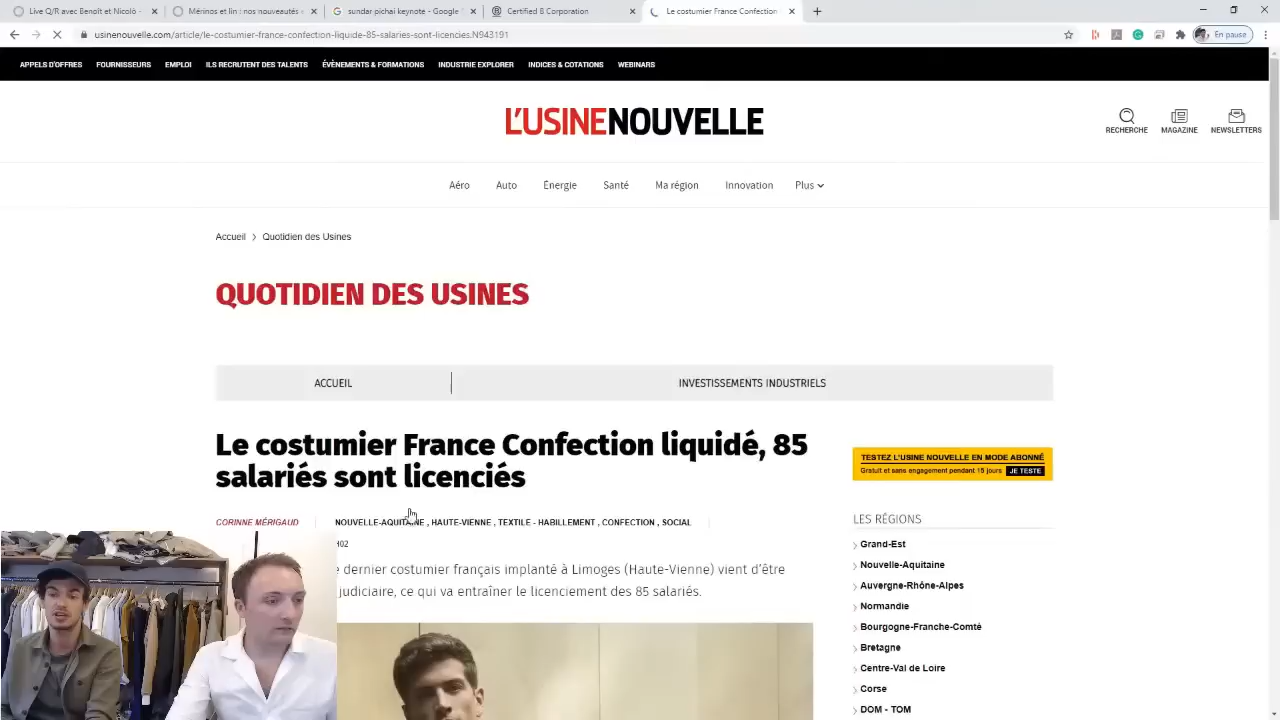 Live Q/R avec Benoît et Nicolò -
Mérinos et lin : nos nouveautés -
sundar pichai keynote - Google S
Certified B Corporation
Le costumier France Confection
usinenouvelle.com/article/le-costumier-france-confection-liquide-85-salaries-sont-licencies.N943191
En pause
APPELS D'OFFRES FOURNISSEURS EMPLOI ILS RECRUTENT DES TALENTS ÉVÈNEMENTS & FORMATIONS INDUSTRIE EXPLORER INDICES & COTATIONS WEBINARS
L'USINENOUVELLE
RECHERCHE MAGAZINE NEWSLETTERS
Aéro Auto Énergie Santé Ma région Innovation Plus
Accueil > Quotidien des Usines
QUOTIDIEN DES USINES
ACCUEIL INVESTISSEMENTS INDUSTRIELS
Le costumier France Confection liquidé, 85
salariés sont licenciés
CORINNE MÉRIGAUD NOUVELLE-AQUITAINE , HAUTE-VIENNE , TEXTILE - HABILLEMENT , CONFECTION , SOCIAL
H02
dernier costumier français implanté à Limoges (Haute-Vienne) vient d'être
judiciaire, ce qui va entraîner le licenciement des 85 salariés.
TESTEZ L'USINE NOUVELLE EN MODE ABONNÉ
Gratuit et sans engagement pendant 15 jours JE TESTE
LES RÉGIONS
Grand-Est
Nouvelle-Aquitaine
Auvergne-Rhône-Alpes
Normandie
Bourgogne-Franche-Comté
Bretagne
Centre-Val de Loire
Corse
DOM - TOM